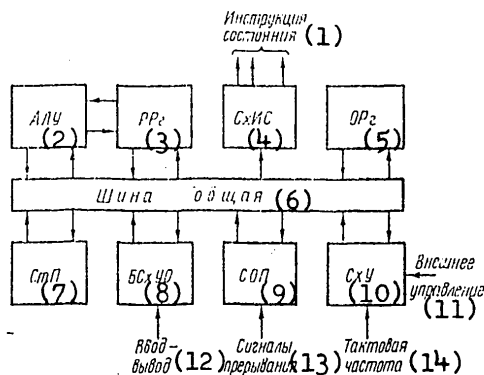 Инструкция
состояния (1)
АЛУ
(2)
РРг
(3)
СхИС
(4)
ОРг
(5)
Шина общая (6)
СтП
(7)
БСхУО
(8)
СОП
(9)
СхУ
(10)
Внешнее
управление
(11)
Ввод-
вывод (12)
Сигналы
прерывания (13)
Тактовая
частота (14)